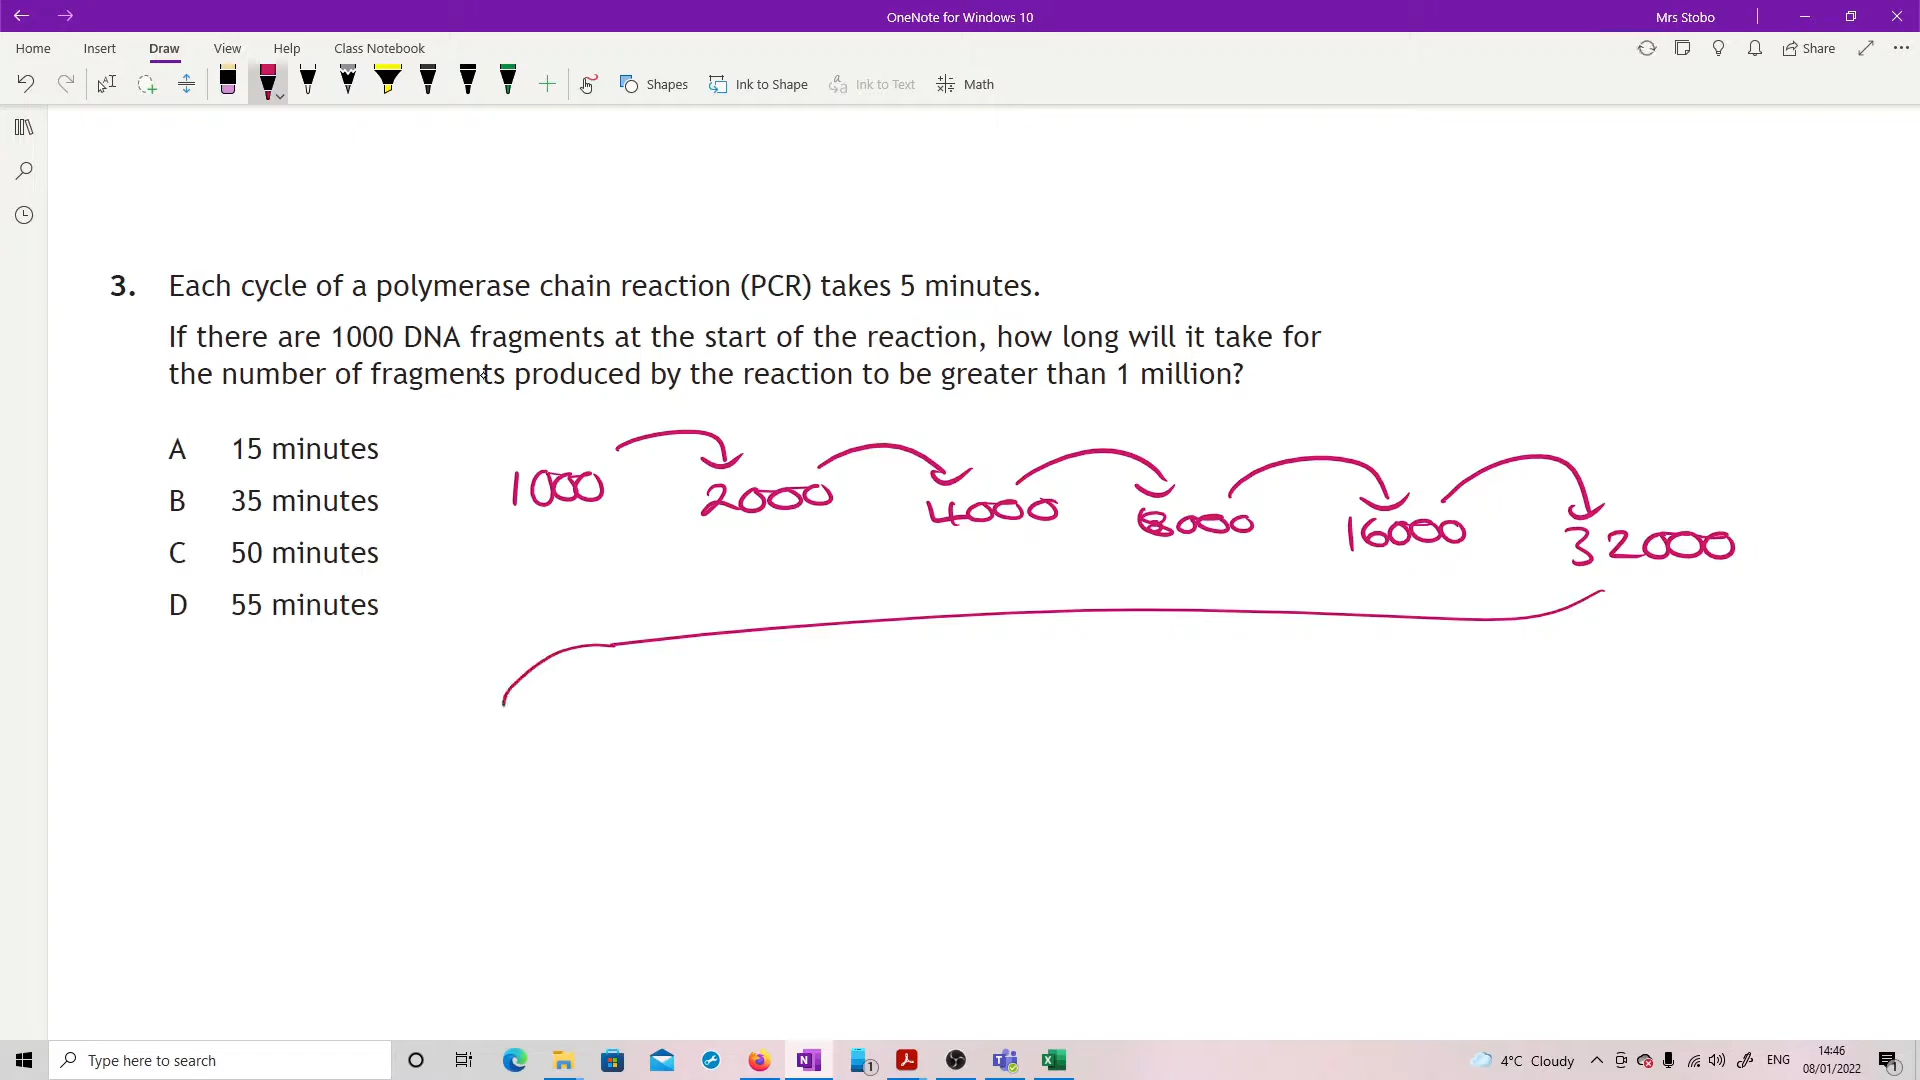 OneNote for Windows 10
Mrs Stobo
Home Insert Draw View Help Class Notebook
Share
Shapes Ink to Shape Ink to Text Math
3. Each cycle of a polymerase chain reaction (PCR) takes 5 minutes.
If there are 1000 DNA fragments at the start of the reaction, how long will it take for
the number of fragments produced by the reaction to be greater than 1 million?
A 15 minutes
B 35 minutes
C 50 minutes
D 55 minutes
1000 2000 4000 8000 16000 32000
Type here to search
1
4°C Cloudy
ENG
14:46
08/01/2022
1